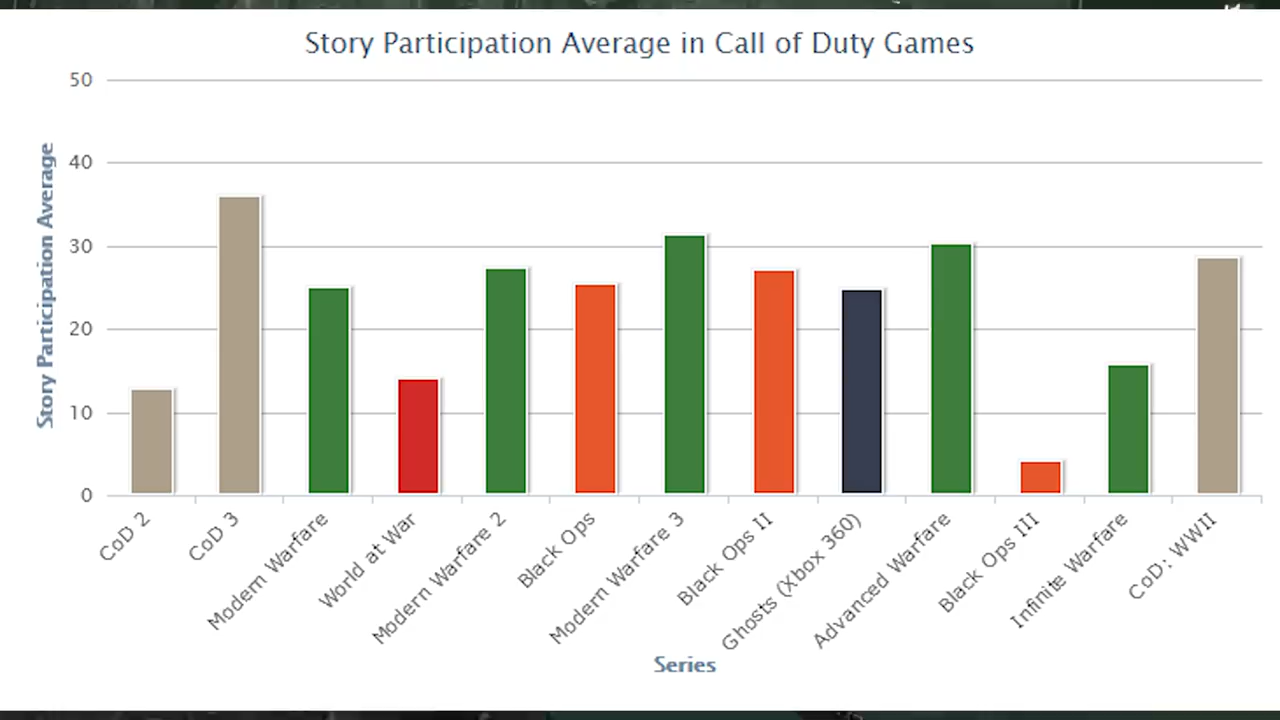 Story Participation Average in Call of Duty Games
Story Participation Average
50
40
30
20
10
0
CoD 2
CoD 3
Modern Warfare
World at War
Modern Warfare 2
Black Ops
Modern Warfare 3
Black Ops II
Ghosts (Xbox 360)
Advanced Warfare
Black Ops III
Infinite Warfare
CoD: WWII
Series